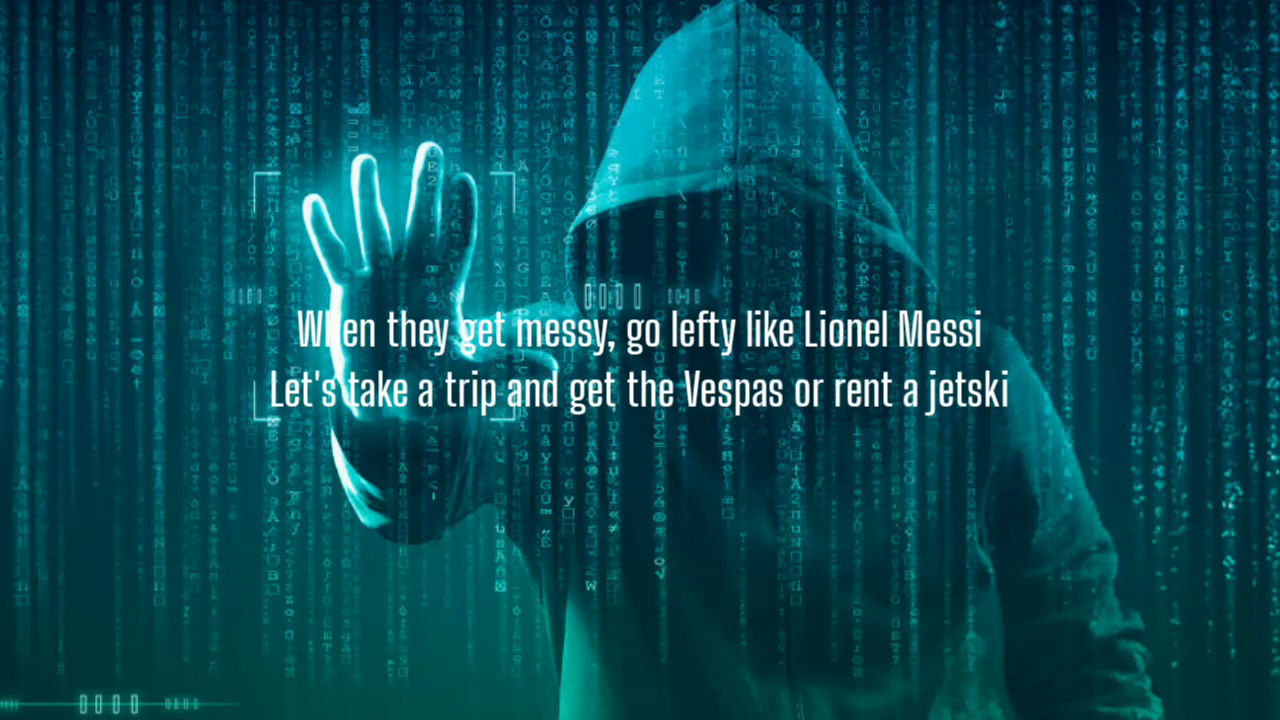 When they get messy, go lefty like Lionel Messi
Let's take a trip and get the Vespas or rent a jetski